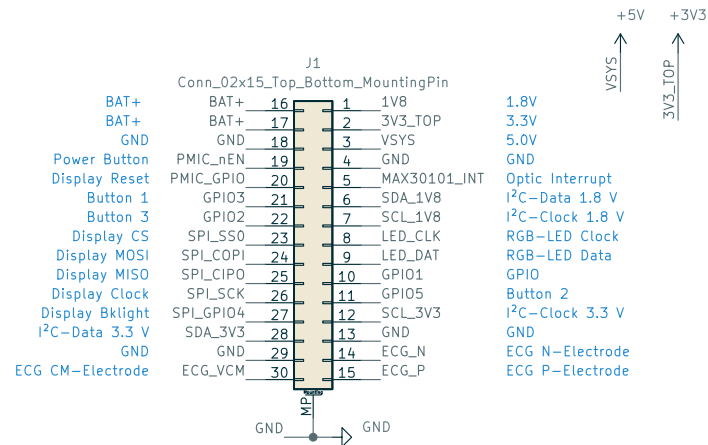 +5V +3V3
VSYS 3V3_TOP
J1
Conn_02x15_Top_Bottom_MountingPin
BAT+ BAT+ 16 1 1V8 1.8V
BAT+ BAT+ 17 2 3V3_TOP 3.3V
GND GND 18 3 VSYS 5.0V
Power Button PMIC_nEN 19 4 GND GND
Display Reset PMIC_GPIO 20 5 MAX30101_INT Optic Interrupt
Button 1 GPIO3 21 6 SDA_1V8 I²C-Data 1.8 V
Button 3 GPIO2 22 7 SCL_1V8 I²C-Clock 1.8 V
Display CS SPI_SS0 23 8 LED_CLK RGB-LED Clock
Display MOSI SPI_COPI 24 9 LED_DAT RGB-LED Data
Display MISO SPI_CIPO 25 10 GPIO1 GPIO
Display Clock SPI_SCK 26 11 GPIO5 Button 2
Display Bklight SPI_GPIO4 27 12 SCL_3V3 I²C-Clock 3.3 V
I²C-Data 3.3 V SDA_3V3 28 13 GND GND
GND GND 29 14 ECG_N ECG N-Electrode
ECG CM-Electrode ECG_VCM 30 15 ECG_P ECG P-Electrode
Mounting
MP
GND GND